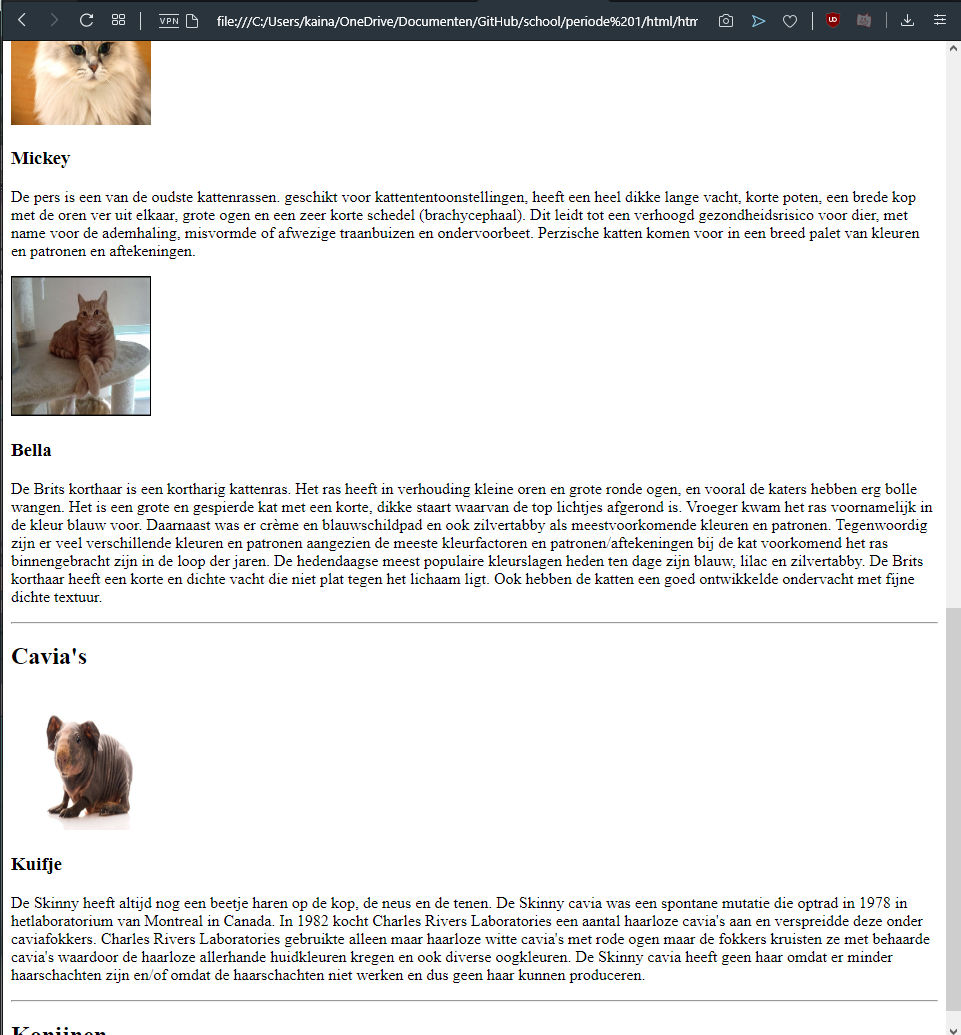 VPN file:///C:/Users/kaina/OneDrive/Documenten/GitHub/school/periode%201/html/htm
Mickey
De pers is een van de oudste kattenrassen. geschikt voor kattententoonstellingen, heeft een heel dikke lange vacht, korte poten, een brede kop
met de oren ver uit elkaar, grote ogen en een zeer korte schedel (brachycephaal). Dit leidt tot een verhoogd gezondheidsrisico voor dier, met
name voor de ademhaling, misvormde of afwezige traanbuizen en ondervoorbeet. Perzische katten komen voor in een breed palet van kleuren
en patronen en aftekeningen.
Bella
De Brits korthaar is een kortharig kattenras. Het ras heeft in verhouding kleine oren en grote ronde ogen, en vooral de katers hebben erg bolle
wangen. Het is een grote en gespierde kat met een korte, dikke staart waarvan de top lichtjes afgerond is. Vroeger kwam het ras voornamelijk in
de kleur blauw voor. Daarnaast was er crème en blauwschildpad en ook zilvertabby als meestvoorkomende kleuren en patronen. Tegenwoordig
zijn er veel verschillende kleuren en patronen aangezien de meeste kleurfactoren en patronen/aftekeningen bij de kat voorkomend het ras
binnengebracht zijn in de loop der jaren. De hedendaagse meest populaire kleurslagen heden ten dage zijn blauw, lilac en zilvertabby. De Brits
korthaar heeft een korte en dichte vacht die niet plat tegen het lichaam ligt. Ook hebben de katten een goed ontwikkelde ondervacht met fijne
dichte textuur.
Cavia's
Kuifje
De Skinny heeft altijd nog een beetje haren op de kop, de neus en de tenen. De Skinny cavia was een spontane mutatie die optrad in 1978 in
hetlaboratorium van Montreal in Canada. In 1982 kocht Charles Rivers Laboratories een aantal haarloze cavia's aan en verspreidde deze onder
caviafokkers. Charles Rivers Laboratories gebruikte alleen maar haarloze witte cavia's met rode ogen maar de fokkers kruisten ze met behaarde
cavia's waardoor de haarloze allerhande huidkleuren kregen en ook diverse oogkleuren. De Skinny cavia heeft geen haar omdat er minder
haarschachten zijn en/of omdat de haarschachten niet werken en dus geen haar kunnen produceren.
Konijnen